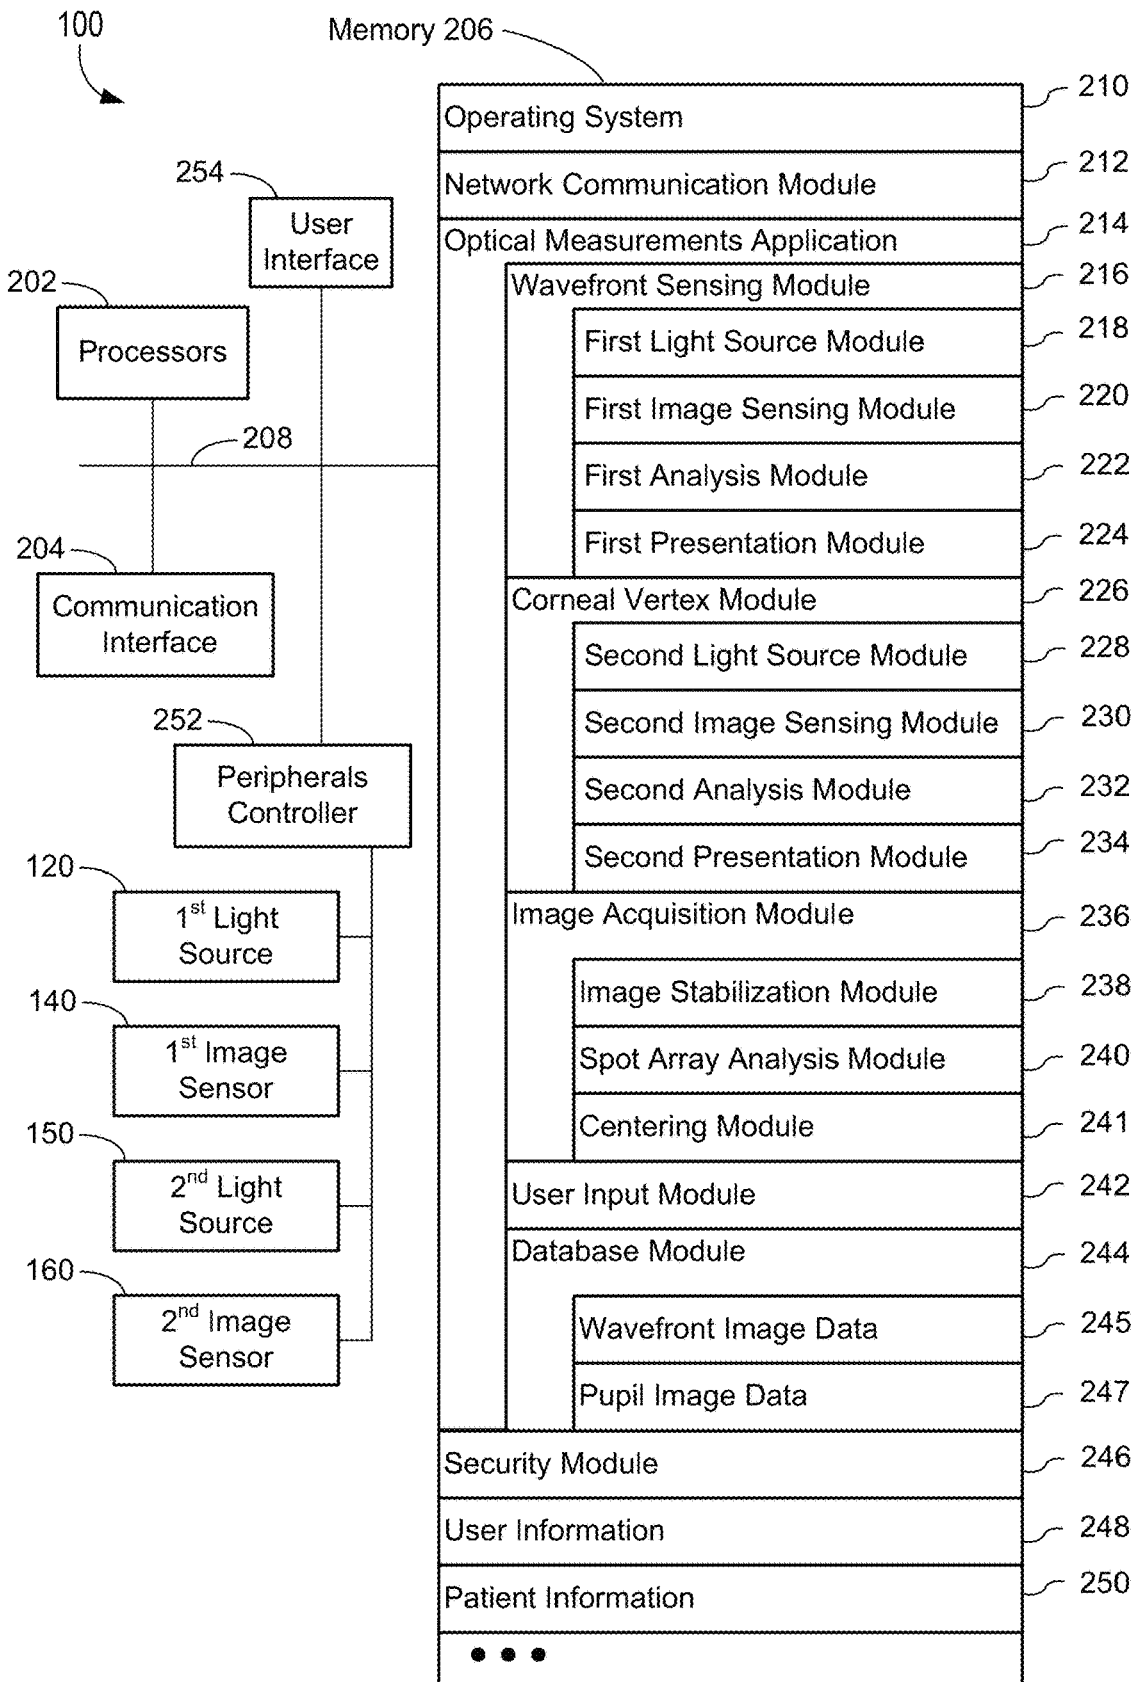 100
Memory 206
254
User
Interface
202
Processors
208
204
Communication
Interface
252
Peripherals
Controller
120
1st Light
Source
140
1st Image
Sensor
150
2nd Light
Source
160
2nd Image
Sensor
Operating System 210
Network Communication Module 212
Optical Measurements Application 214
Wavefront Sensing Module 216
First Light Source Module 218
First Image Sensing Module 220
First Analysis Module 222
First Presentation Module 224
Corneal Vertex Module 226
Second Light Source Module 228
Second Image Sensing Module 230
Second Analysis Module 232
Second Presentation Module 234
Image Acquisition Module 236
Image Stabilization Module 238
Spot Array Analysis Module 240
Centering Module 241
User Input Module 242
Database Module 244
Wavefront Image Data 245
Pupil Image Data 247
Security Module 246
User Information 248
Patient Information 250
• • •